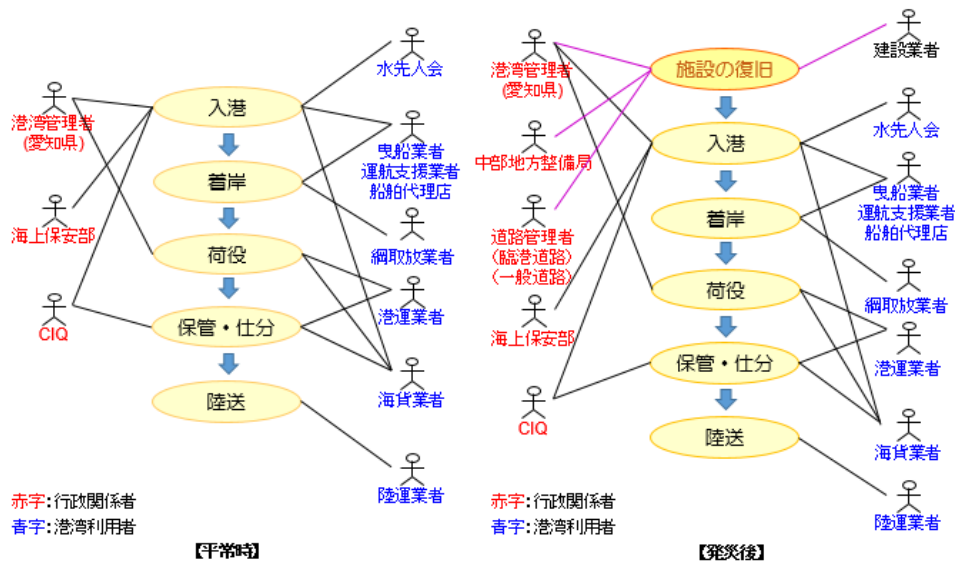 水先人会
入港
港湾管理者
(愛知県)
曳船業者
運航支援業者
船舶代理店
着岸
海上保安部
綱取放業者
荷役
港運業者
CIQ
保管・仕分
海貨業者
陸送
陸運業者
赤字:行政関係者
青字:港湾利用者
【平常時】
建設業者
港湾管理者
(愛知県)
施設の復旧
水先人会
入港
中部地方整備局
曳船業者
運航支援業者
船舶代理店
着岸
道路管理者
(臨港道路)
(一般道路)
綱取放業者
荷役
海上保安部
港運業者
保管・仕分
CIQ
海貨業者
陸送
陸運業者
赤字:行政関係者
青字:港湾利用者
【発災後】